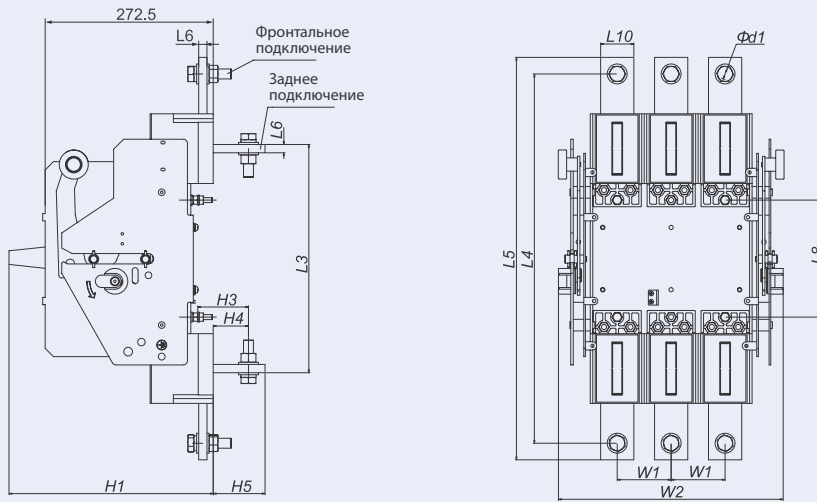 272.5
L6
Фронтальное
подключение
Заднее
подключение
L6
L3
H3
H4
H1
H5
L10
Φd1
L5
L4
L8
W1
W1
W2